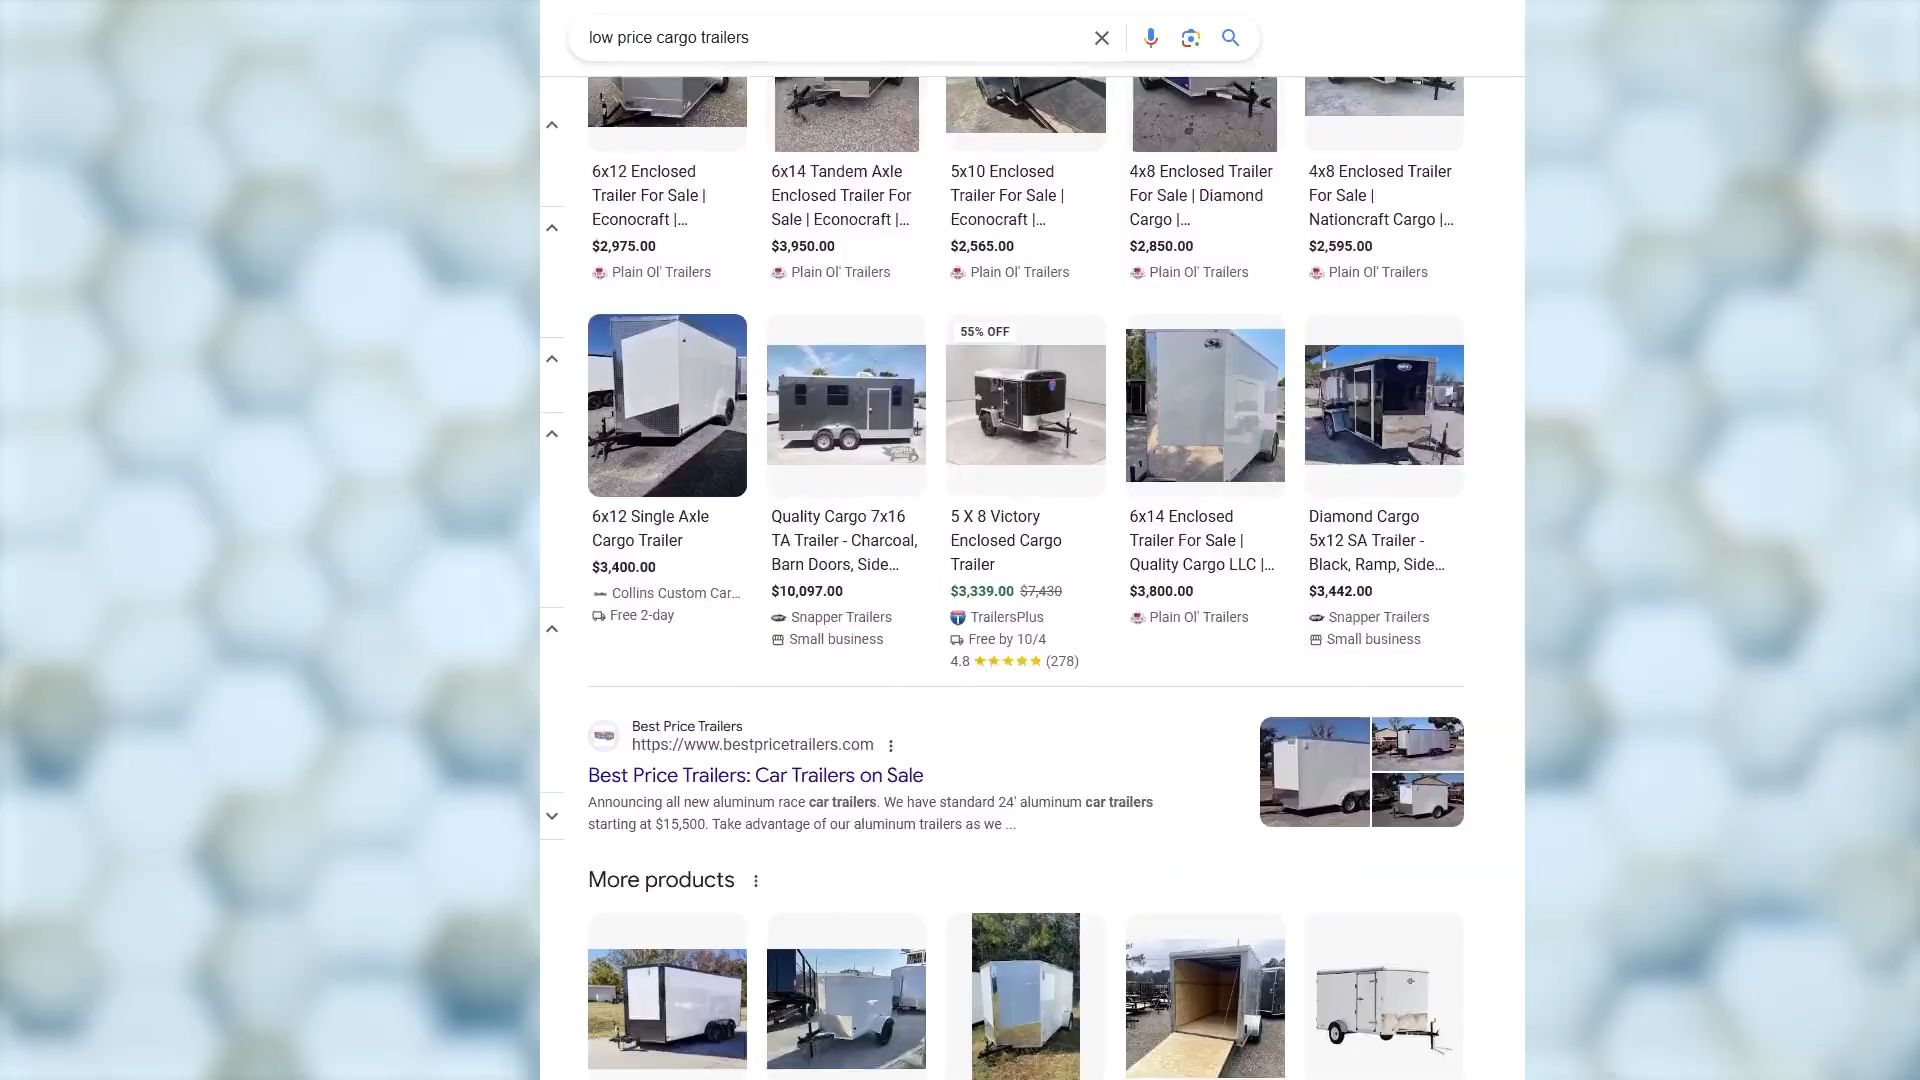 low price cargo trailers
6x12 Enclosed
Trailer For Sale |
Econocraft |...
$2,975.00
Plain Ol' Trailers
6x14 Tandem Axle
Enclosed Trailer For
Sale | Econocraft |...
$3,950.00
Plain Ol' Trailers
5x10 Enclosed
Trailer For Sale |
Econocraft |...
$2,565.00
Plain Ol' Trailers
4x8 Enclosed Trailer
For Sale | Diamond
Cargo |...
$2,850.00
Plain Ol' Trailers
4x8 Enclosed Trailer
For Sale |
Nationcraft Cargo |...
$2,595.00
Plain Ol' Trailers
6x12 Single Axle
Cargo Trailer
$3,400.00
Collins Custom Car...
Free 2-day
Quality Cargo 7x16
TA Trailer - Charcoal,
Barn Doors, Side...
$10,097.00
Snapper Trailers
Small business
55% OFF
5 X 8 Victory
Enclosed Cargo
Trailer
$3,339.00 $7,430
TrailersPlus
Free by 10/4
4.8 ★★★★★ (278)
6x14 Enclosed
Trailer For Sale |
Quality Cargo LLC |...
$3,800.00
Plain Ol' Trailers
Diamond Cargo
5x12 SA Trailer -
Black, Ramp, Side...
$3,442.00
Snapper Trailers
Small business
Best Price Trailers
https://www.bestpricetrailers.com
Best Price Trailers: Car Trailers on Sale
Announcing all new aluminum race car trailers. We have standard 24' aluminum car trailers
starting at $15,500. Take advantage of our aluminum trailers as we ...
More products